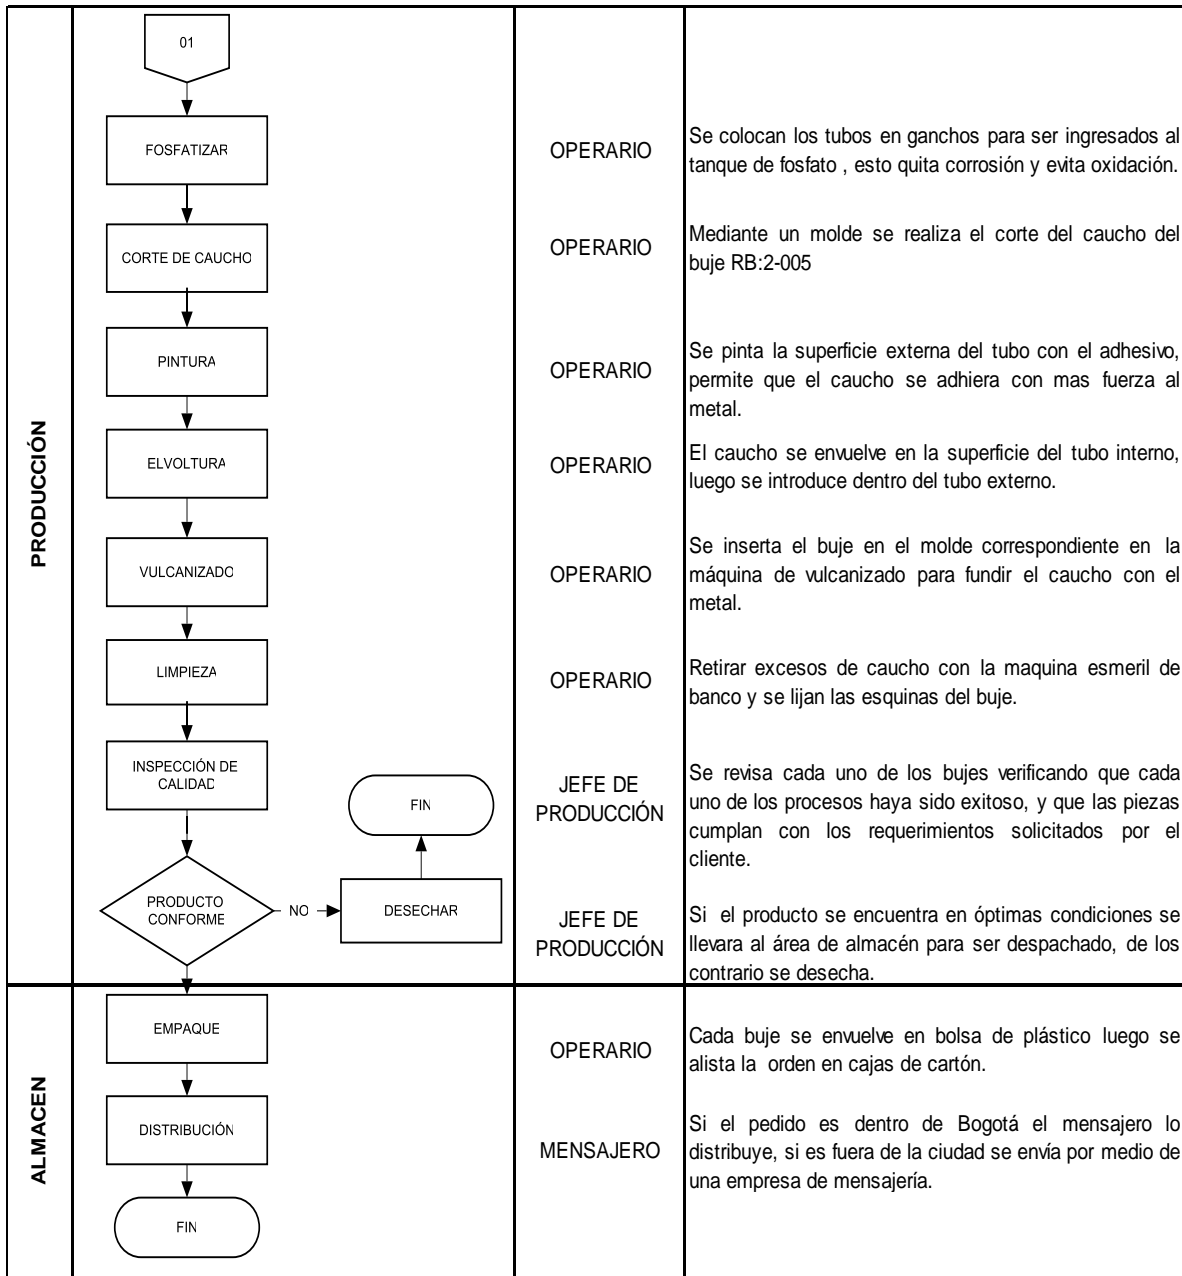 PRODUCCIÓN
01
FOSFATIZAR
OPERARIO
Se colocan los tubos en ganchos para ser ingresados al
tanque de fosfato , esto quita corrosión y evita oxidación.
CORTE DE CAUCHO
OPERARIO
Mediante un molde se realiza el corte del caucho del
buje RB:2-005
PINTURA
OPERARIO
Se pinta la superficie externa del tubo con el adhesivo,
permite que el caucho se adhiera con mas fuerza al
metal.
ELVOLTURA
OPERARIO
El caucho se envuelve en la superficie del tubo interno,
luego se introduce dentro del tubo externo.
VULCANIZADO
OPERARIO
Se inserta el buje en el molde correspondiente en la
máquina de vulcanizado para fundir el caucho con el
metal.
LIMPIEZA
OPERARIO
Retirar excesos de caucho con la maquina esmeril de
banco y se lijan las esquinas del buje.
INSPECCIÓN DE
CALIDAD
FIN
JEFE DE
PRODUCCIÓN
Se revisa cada uno de los bujes verificando que cada
uno de los procesos haya sido exitoso, y que las piezas
cumplan con los requerimientos solicitados por el
cliente.
PRODUCTO
CONFORME
NO
DESECHAR
JEFE DE
PRODUCCIÓN
Si el producto se encuentra en óptimas condiciones se
llevara al área de almacén para ser despachado, de los
contrario se desecha.
ALMACEN
EMPAQUE
OPERARIO
Cada buje se envuelve en bolsa de plástico luego se
alista la orden en cajas de cartón.
DISTRIBUCIÓN
MENSAJERO
Si el pedido es dentro de Bogotá el mensajero lo
distribuye, si es fuera de la ciudad se envía por medio de
una empresa de mensajería.
FIN